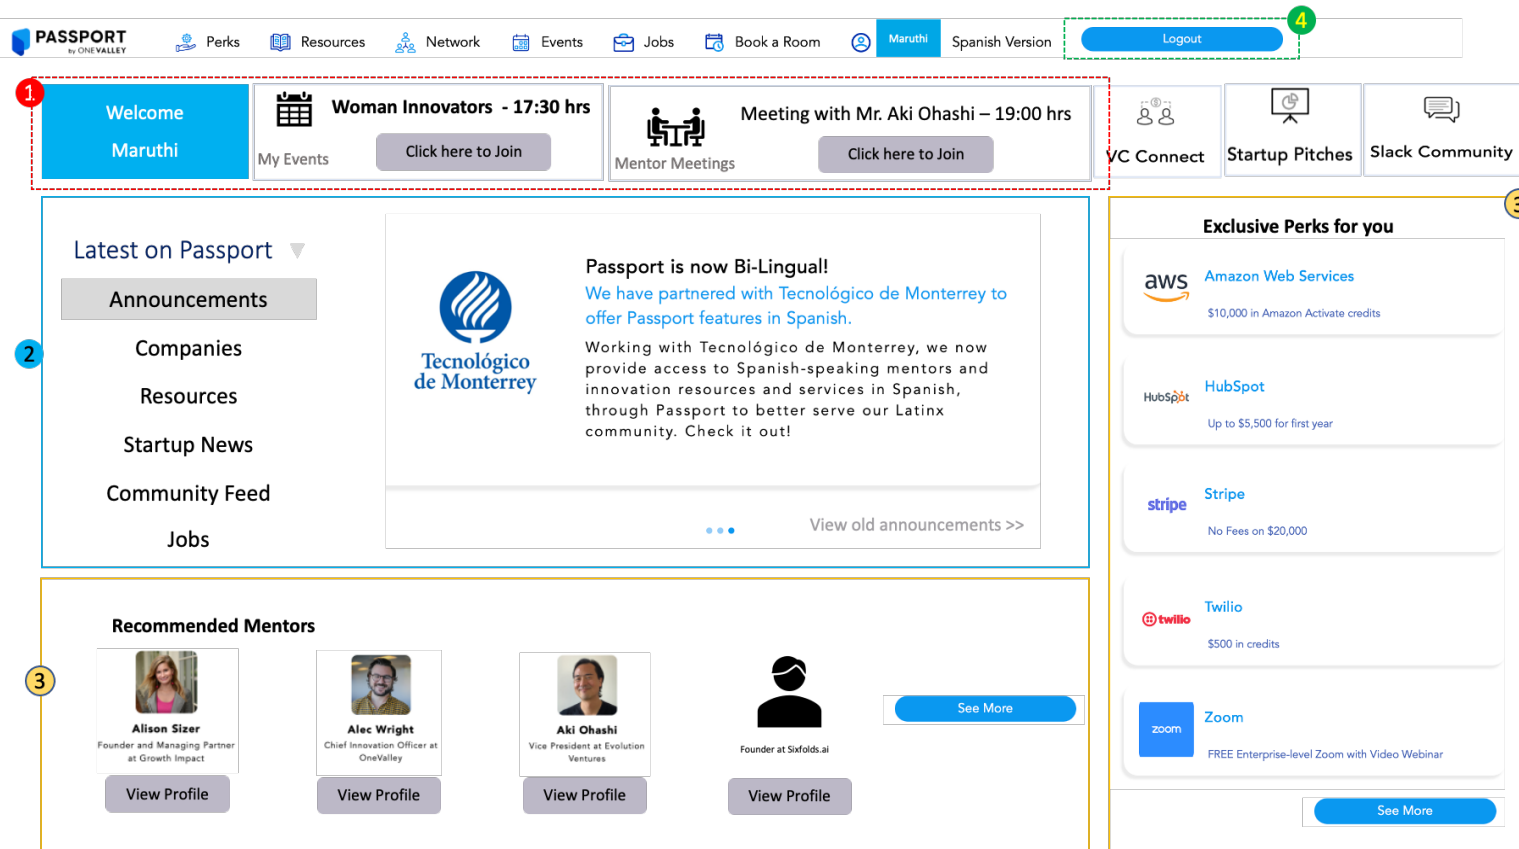 PASSPORT
by ONEVALLEY
Perks
Resources
Network
Events
Jobs
Book a Room
Maruthi
Spanish Version
Logout
4
1
Welcome
Maruthi
Woman Innovators - 17:30 hrs
My Events
Click here to Join
Meeting with Mr. Aki Ohashi – 19:00 hrs
Mentor Meetings
Click here to Join
VC Connect
Startup Pitches
Slack Community
2
Latest on Passport
Announcements
Companies
Resources
Startup News
Community Feed
Jobs
Tecnológico
de Monterrey
Passport is now Bi-Lingual!
We have partnered with Tecnológico de Monterrey to
offer Passport features in Spanish.
Working with Tecnológico de Monterrey, we now
provide access to Spanish-speaking mentors and
innovation resources and services in Spanish,
through Passport to better serve our Latinx
community. Check it out!
View old announcements >>
3
Exclusive Perks for you
aws
Amazon Web Services
$10,000 in Amazon Activate credits
HubSpot
HubSpot
Up to $5,500 for first year
stripe
Stripe
No Fees on $20,000
twilio
Twilio
$500 in credits
zoom
Zoom
FREE Enterprise-level Zoom with Video Webinar
See More
3
Recommended Mentors
Alison Sizer
Founder and Managing Partner
at Growth Impact
View Profile
Alec Wright
Chief Innovation Officer at
OneValley
View Profile
Aki Ohashi
Vice President at Evolution
Ventures
View Profile
Founder at Sixfolds.ai
View Profile
See More